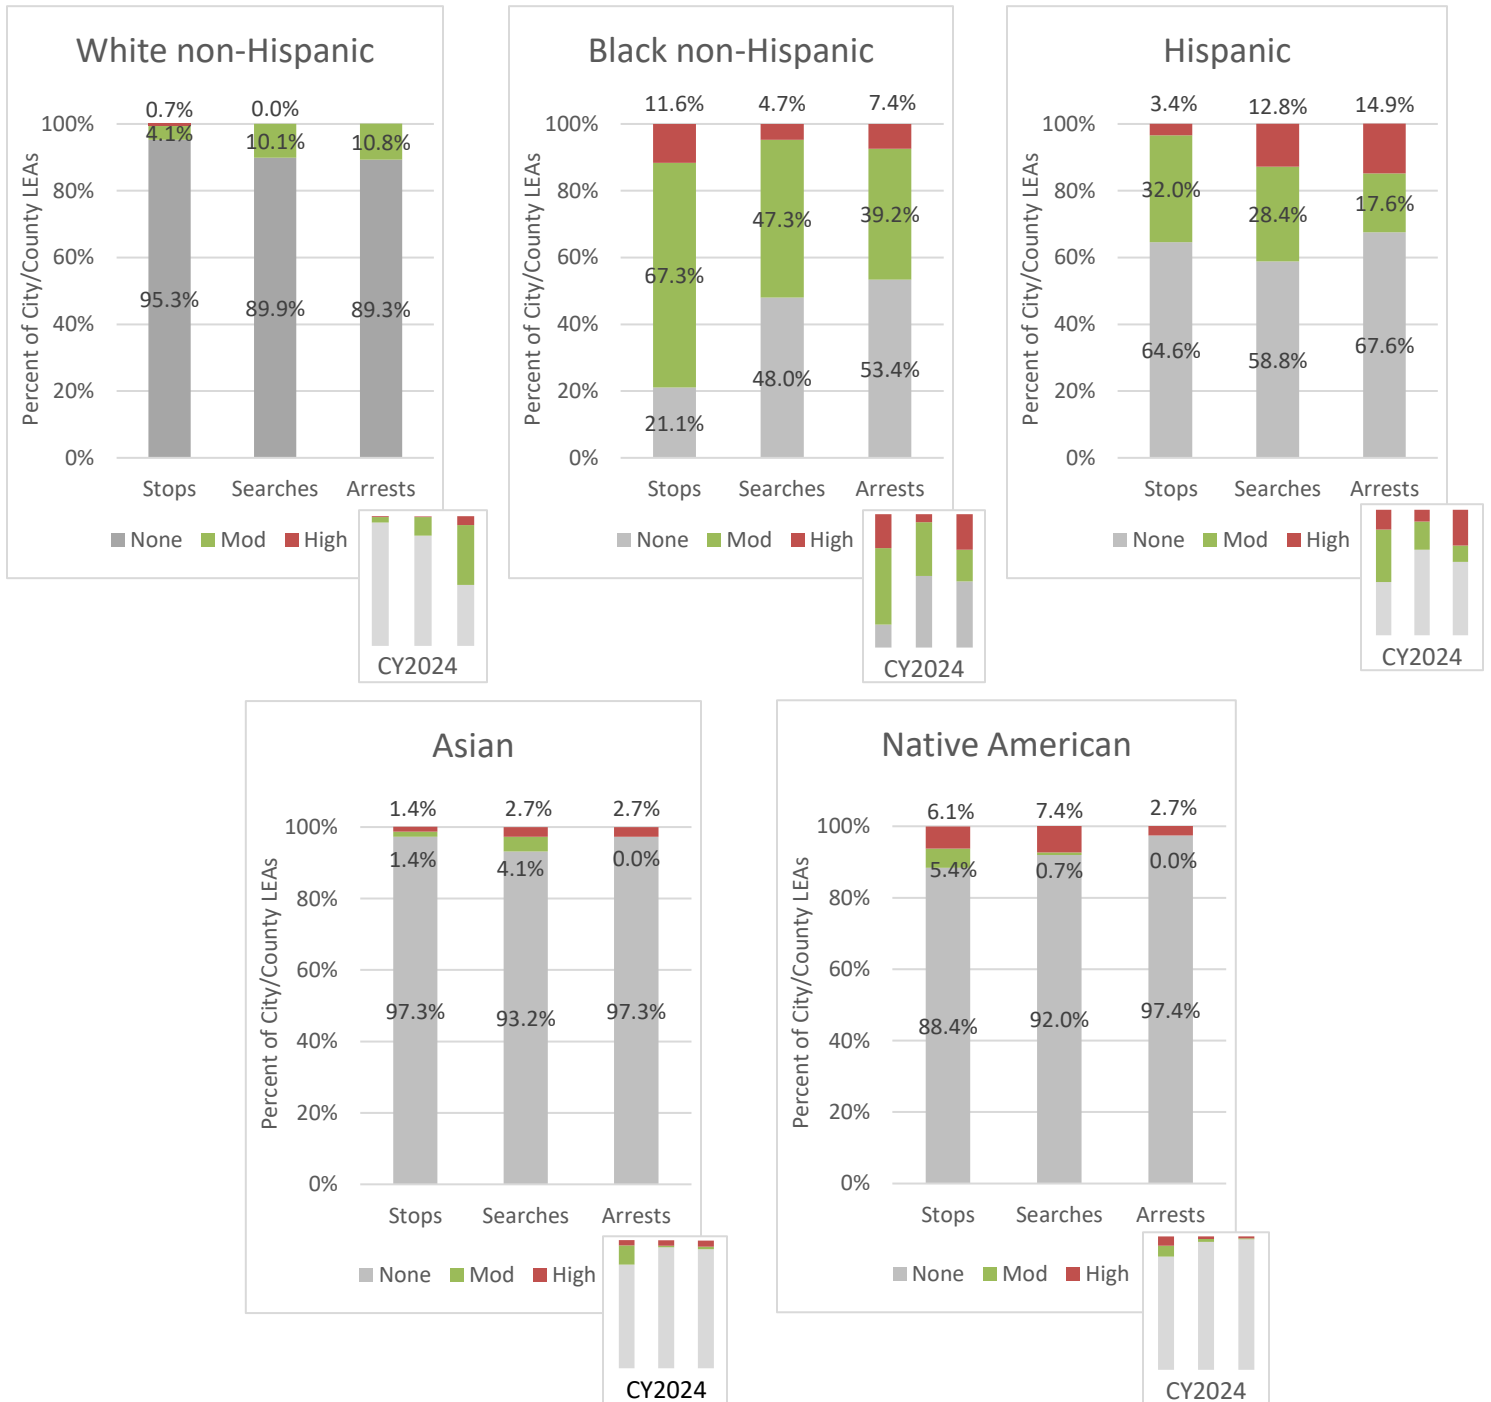 White non-Hispanic
0.7% 0.0%
100%
4.1% 10.1% 10.8%
80%
60%
95.3% 89.9% 89.3%
40%
20%
0%
Percent of City/County LEAs
Stops Searches Arrests
None Mod High
CY2024
Black non-Hispanic
11.6% 4.7% 7.4%
100%
80%
47.3% 39.2%
60%
67.3%
40%
48.0% 53.4%
20%
21.1%
0%
Percent of City/County LEAs
Stops Searches Arrests
None Mod High
CY2024
Hispanic
3.4% 12.8% 14.9%
100%
80%
32.0% 28.4% 17.6%
60%
40%
64.6% 58.8% 67.6%
20%
0%
Percent of City/County LEAs
Stops Searches Arrests
None Mod High
CY2024
Asian
1.4% 2.7% 2.7%
100%
1.4% 4.1% 0.0%
80%
60%
97.3% 93.2% 97.3%
40%
20%
0%
Percent of City/County LEAs
Stops Searches Arrests
None Mod High
CY2024
Native American
6.1% 7.4% 2.7%
100%
5.4% 0.7% 0.0%
80%
60%
88.4% 92.0% 97.4%
40%
20%
0%
Percent of City/County LEAs
Stops Searches Arrests
None Mod High
CY2024